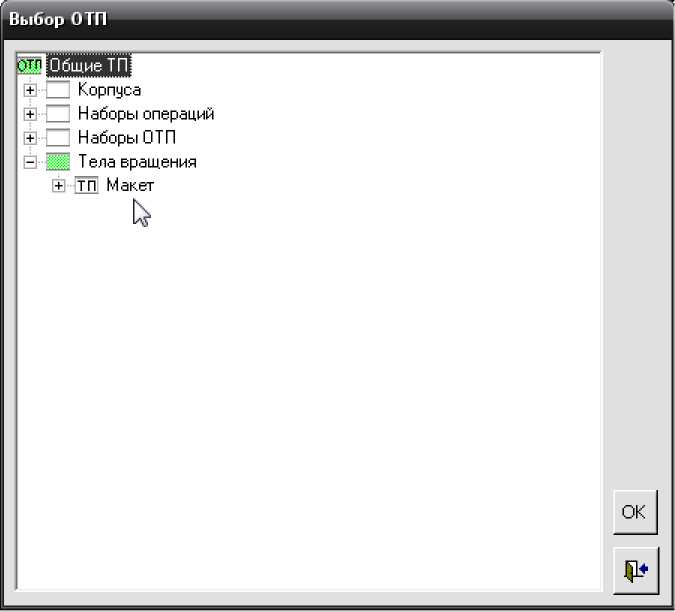 Выбор ОТП
ОТП Общие ТП
Корпуса
Наборы операций
Наборы ОТП
Тела вращения
ТП Макет
OK